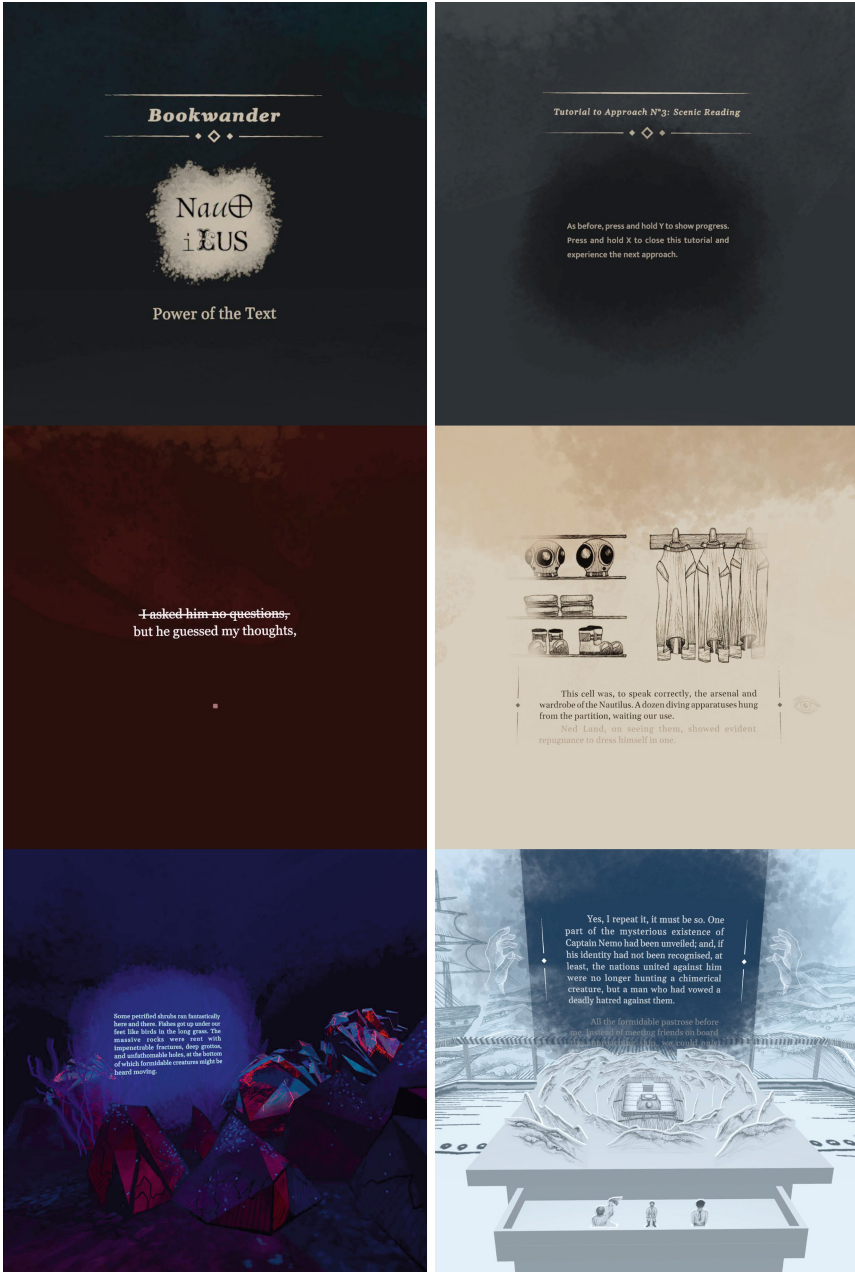 Bookwander
Nau
iLUS
Power of the Text
Tutorial to Approach N°3: Scenic Reading
As before, press and hold Y to show progress.
Press and hold X to close this tutorial and
experience the next approach.
I asked him no questions,
but he guessed my thoughts,
This cell was, to speak correctly, the arsenal and
wardrobe of the Nautilus. A dozen diving apparatuses hung
from the partition, waiting our use.
Ned Land, on seeing them, showed evident
repugnance to dress himself in one.
Some petrified shrubs ran fantastically
here and there. Fishes got up under our
feet like birds in the long grass. The
massive rocks were rent with
impenetrable fractures, deep grottos,
and unfathomable holes, at the bottom
of which formidable creatures might be
heard moving.
Yes, I repeat it, it must be so. One
part of the mysterious existence of
Captain Nemo had been unveiled; and, if
his identity had not been recognised, at
least, the nations united against him
were no longer hunting a chimerical
creature, but a man who had vowed a
deadly hatred against them.
All the formidable past rose before
me. Instead of meeting friends on board